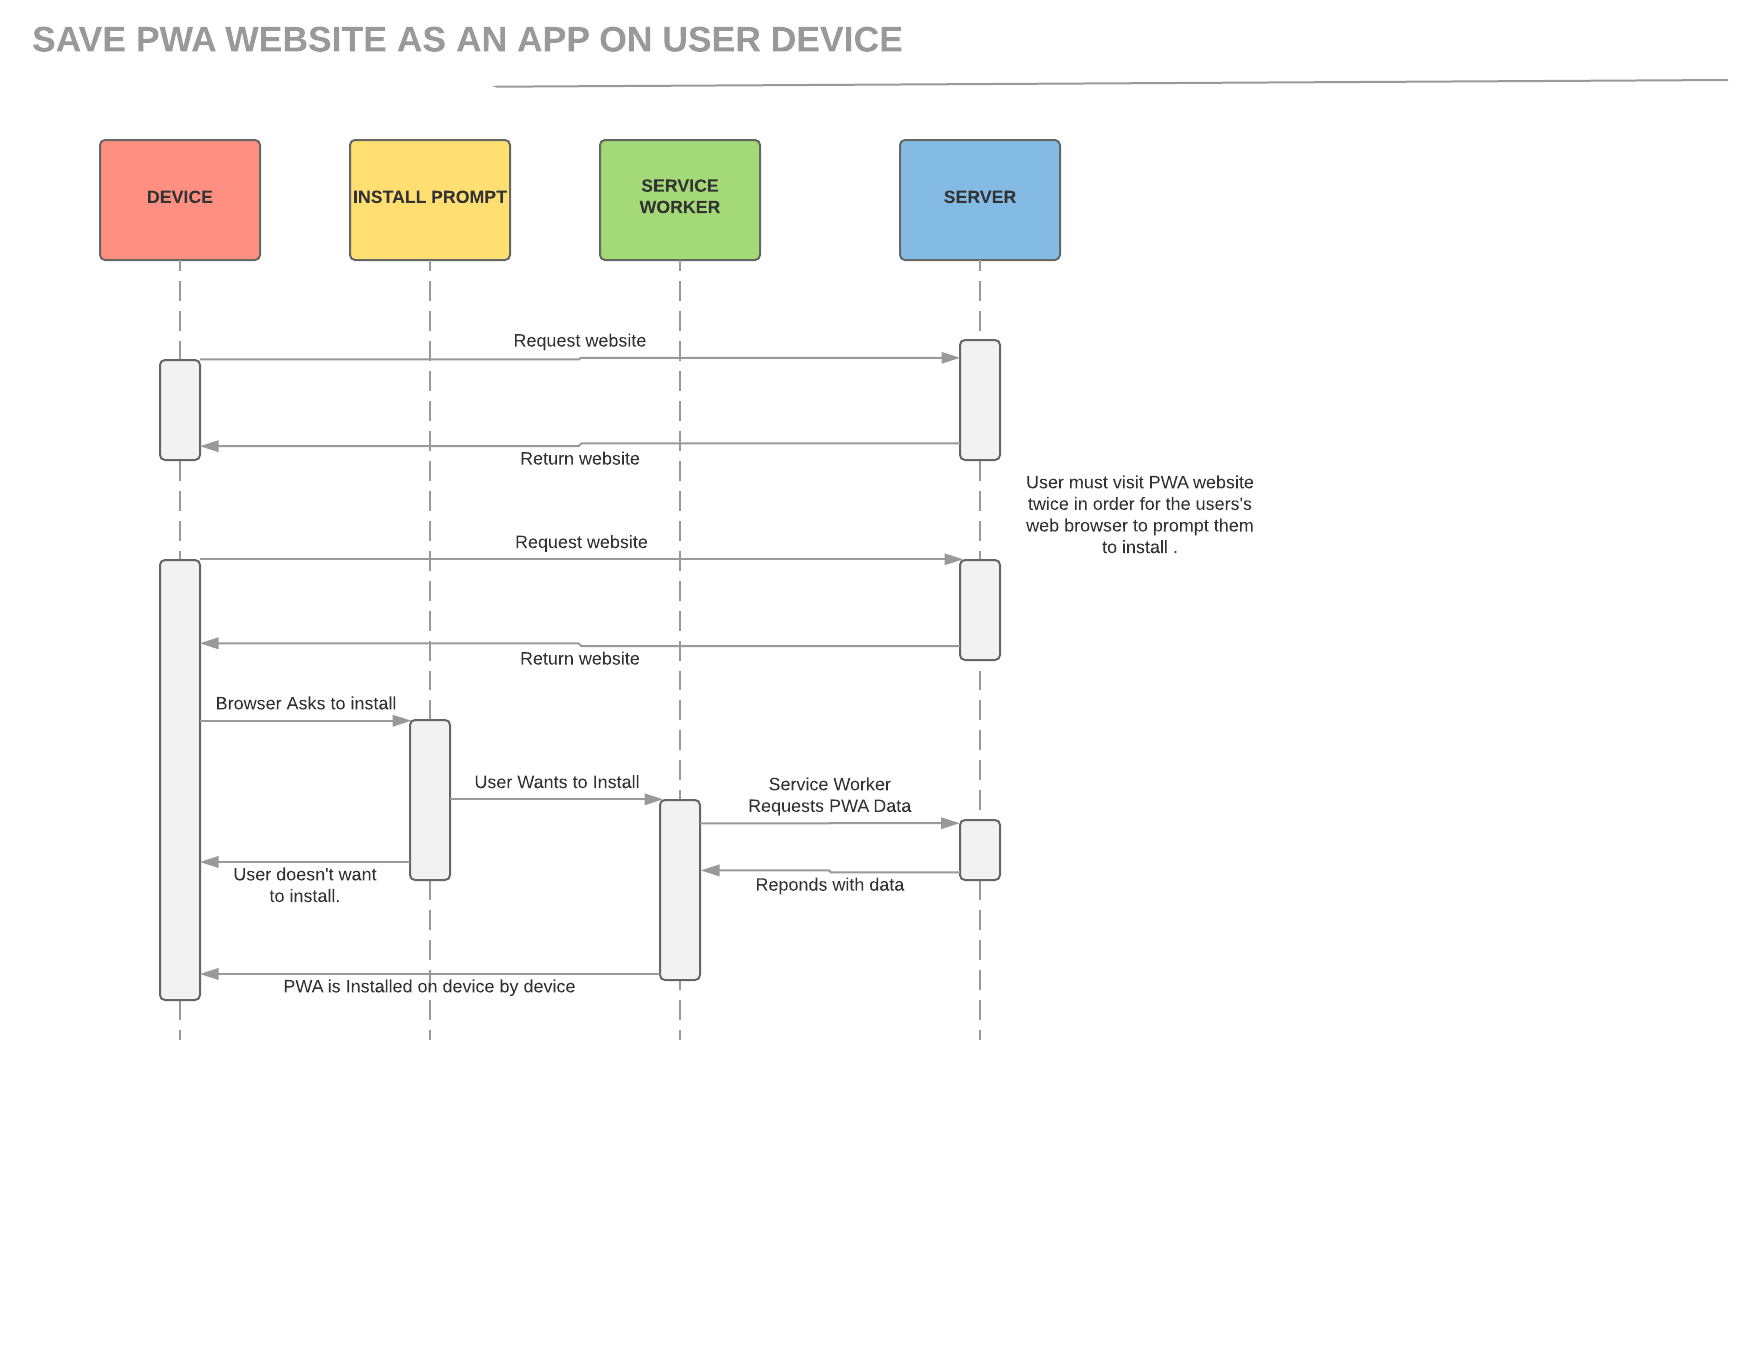 SAVE PWA WEBSITE AS AN APP ON USER DEVICE
DEVICE
INSTALL PROMPT
SERVICE
WORKER
SERVER
Request website
Return website
User must visit PWA website
twice in order for the users's
web browser to prompt them
to install .
Request website
Return website
Browser Asks to install
User Wants to Install
Service Worker
Requests PWA Data
User doesn't want
to install.
Reponds with data
PWA is Installed on device by device